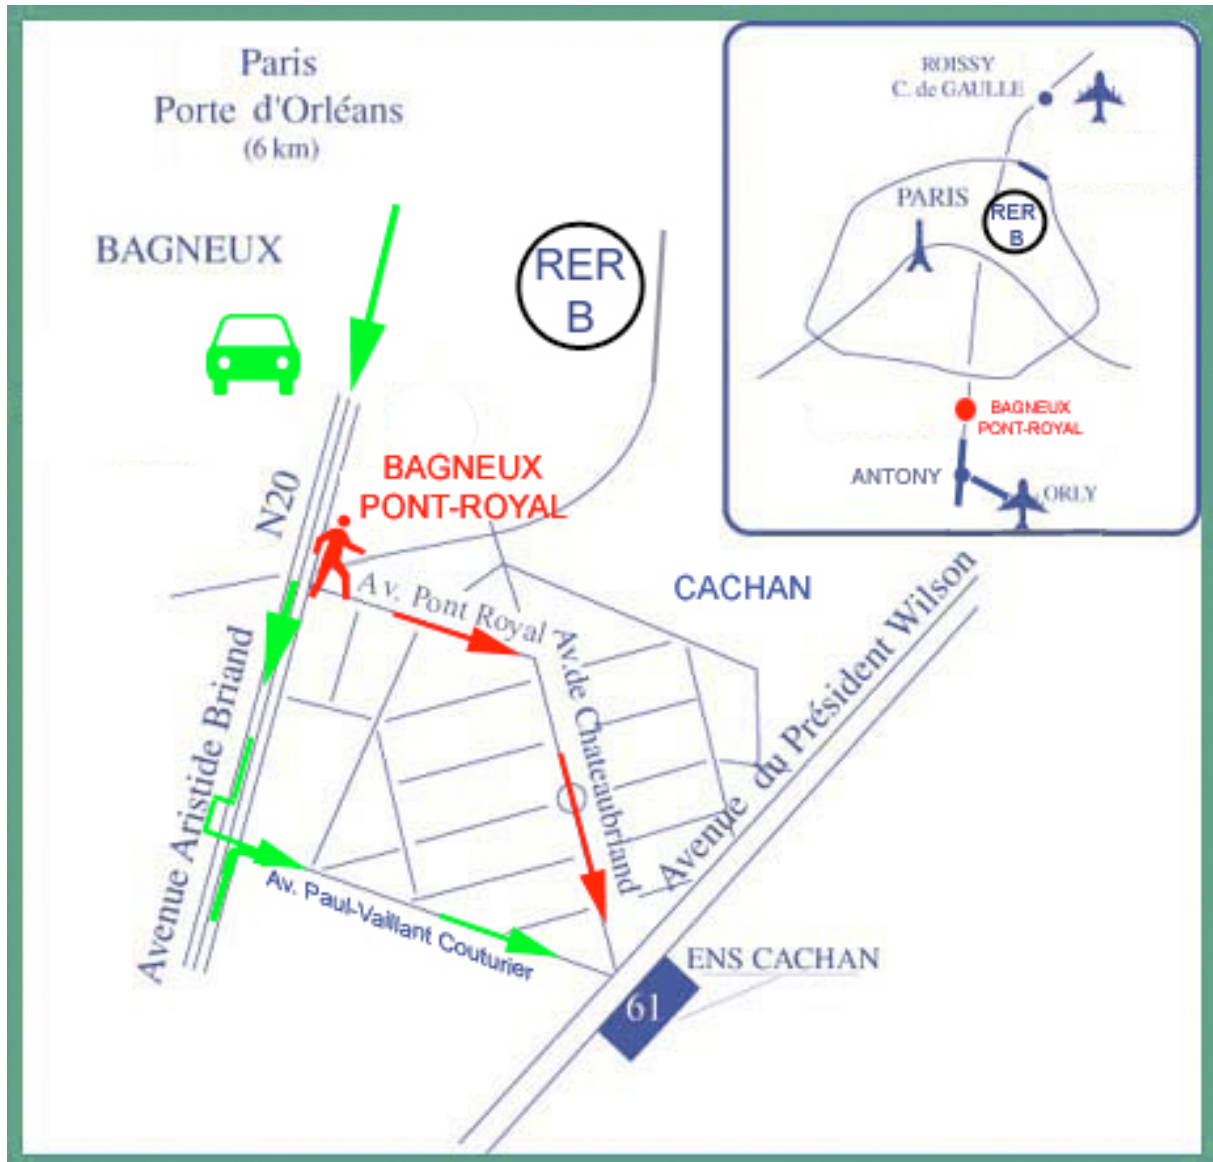 Paris
Porte d'Orléans
(6 km)
BAGNEUX
RER
B
N20
BAGNEUX
PONT-ROYAL
Av. Pont Royal
Av.de Chateaubriand
CACHAN
Avenue du Président Wilson
Avenue Aristide Briand
Av. Paul-Vaillant Couturier
ENS CACHAN
61
ROISSY
C. de GAULLE
PARIS
RER
B
BAGNEUX
PONT-ROYAL
ANTONY
ORLY